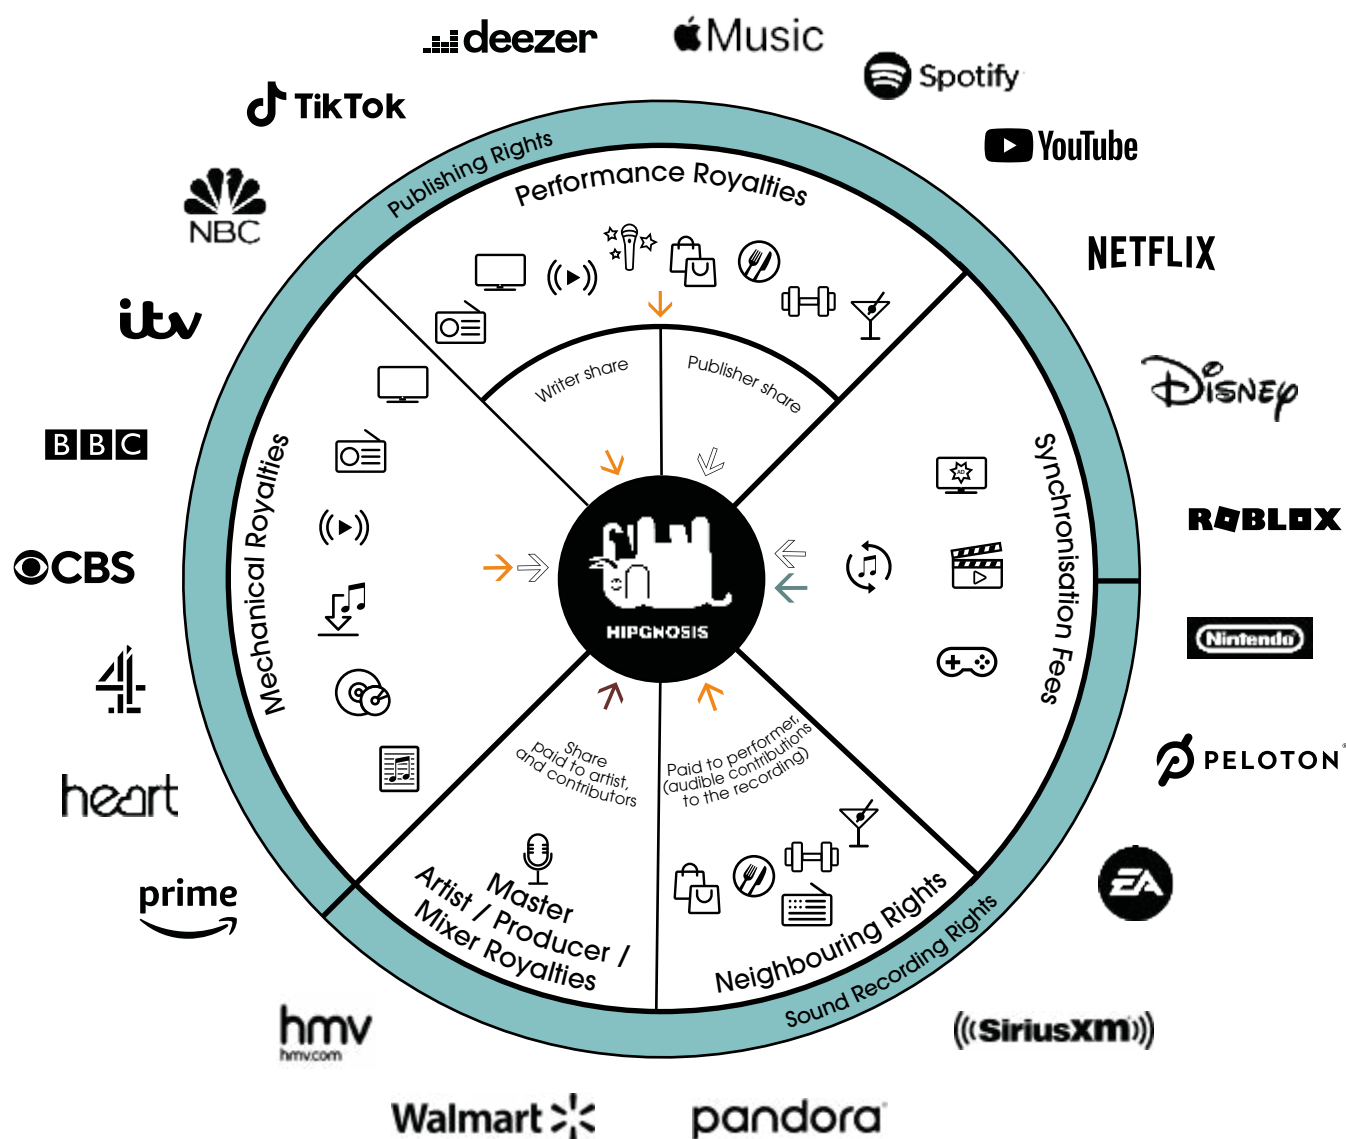 deezer
Music
Spotify
TikTok
YouTube
Publishing Rights
Performance Royalties
NBC
NETFLIX
itv
Writer share
Publisher share
DISNEY
BBC
Mechanical Royalties
Synchronisation Fees
AD
ROBLOX
CBS
HIPGNOSIS
Nintendo
4
Share
paid to artist,
and contributors
Paid to performer,
(audible contributions
to the recording)
PELOTON
heart
prime
EA
Master
Artist / Producer /
Mixer Royalties
Neighbouring Rights
Sound Recording Rights
hmv
hmv.com
SiriusXM
Walmart
pandora